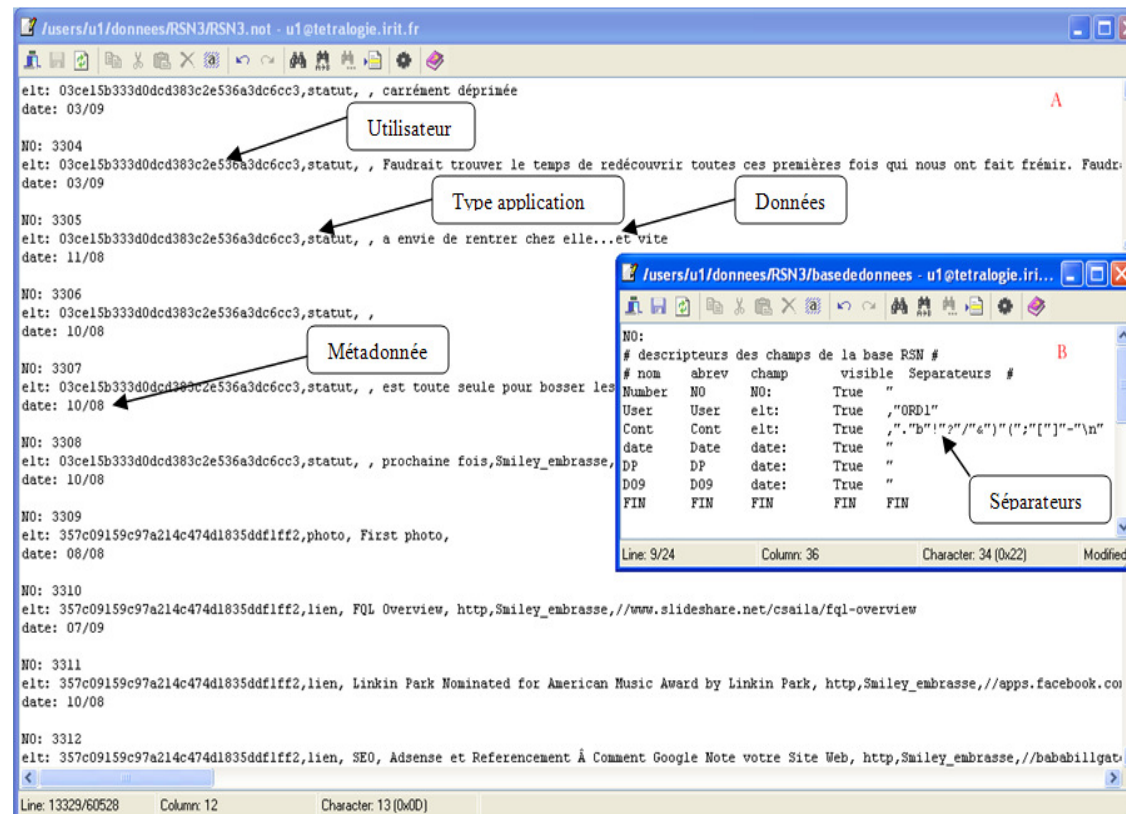 /users/u1/donnees/RSN3/RSN3.not - u1@tetralogie.irit.fr
elt: 03ce15b333d0dcd383c2e536a3dc6cc3,statut, , carrément déprimée
date: 03/09
A
Utilisateur
NO: 3304
elt: 03ce15b333d0dcd383c2e536a3dc6cc3,statut, , Faudrait trouver le temps de redécouvrir toutes ces premières fois qui nous ont fait frémir. Faudr
date: 03/09
Type application
Données
NO: 3305
elt: 03ce15b333d0dcd383c2e536a3dc6cc3,statut, , a envie de rentrer chez elle...et vite
date: 11/08
NO: 3306
elt: 03ce15b333d0dcd383c2e536a3dc6cc3,statut, ,
date: 10/08
Métadonnée
NO: 3307
elt: 03ce15b333d0dcd383c2e536a3dc6cc3,statut, , est toute seule pour bosser les
date: 10/08
NO: 3308
elt: 03ce15b333d0dcd383c2e536a3dc6cc3,statut, , prochaine fois,Smiley_embrasse,
date: 10/08
NO: 3309
elt: 357c09159c97a214c474d1835ddf1ff2,photo, First photo,
date: 08/08
NO: 3310
elt: 357c09159c97a214c474d1835ddf1ff2,lien, FQL Overview, http,Smiley_embrasse,//www.slideshare.net/csaila/fql-overview
date: 07/09
NO: 3311
elt: 357c09159c97a214c474d1835ddf1ff2,lien, Linkin Park Nominated for American Music Award by Linkin Park, http,Smiley_embrasse,//apps.facebook.co
date: 10/08
NO: 3312
elt: 357c09159c97a214c474d1835ddf1ff2,lien, SEO, Adsense et Referencement Â Comment Google Note votre Site Web, http,Smiley_embrasse,//bababillgat
Line: 13329/60528 Column: 12 Character: 13 (0x0D)
/users/u1/donnees/RSN3/basededonnees - u1@tetralogie.iri...
NO:
B
# descripteurs des champs de la base RSN #
# nom abrev champ visible Separateurs #
Number NO NO: True "
User User elt: True ,"ORD1"
Cont Cont elt: True ,"."b"!"?"/"&")"(";"["]"-"\n"
date Date date: True "
DP DP date: True "
D09 D09 date: True "
FIN FIN FIN FIN FIN
Séparateurs
Line: 9/24 Column: 36 Character: 34 (0x22) Modified